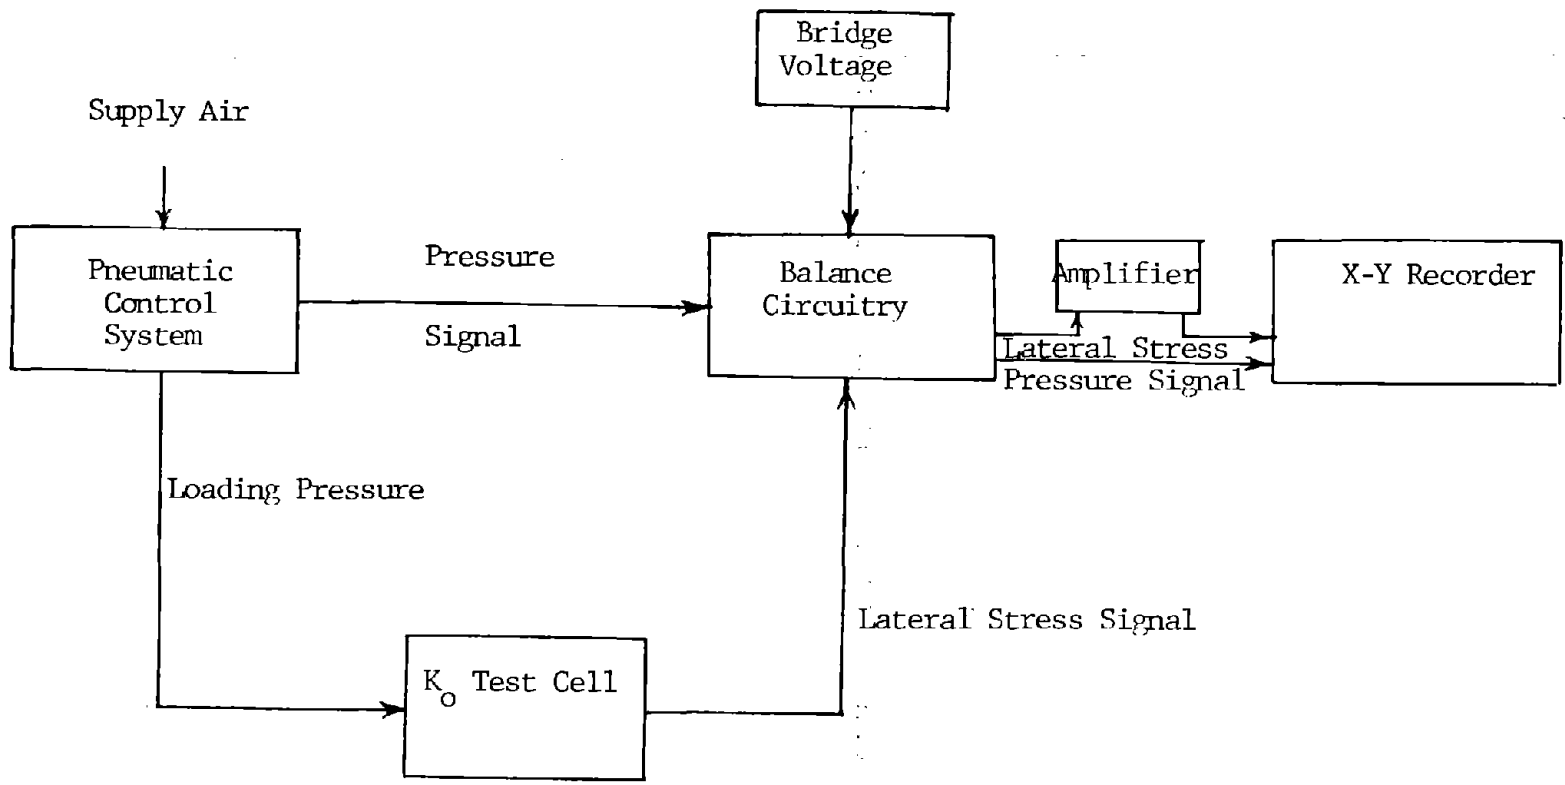 Bridge
Voltage
Supply Air
Pneumatic
Control
System
Pressure
Signal
Balance
Circuitry
Amplifier
X-Y Recorder
Lateral Stress
Pressure Signal
Loading Pressure
Lateral Stress Signal
Ko Test Cell